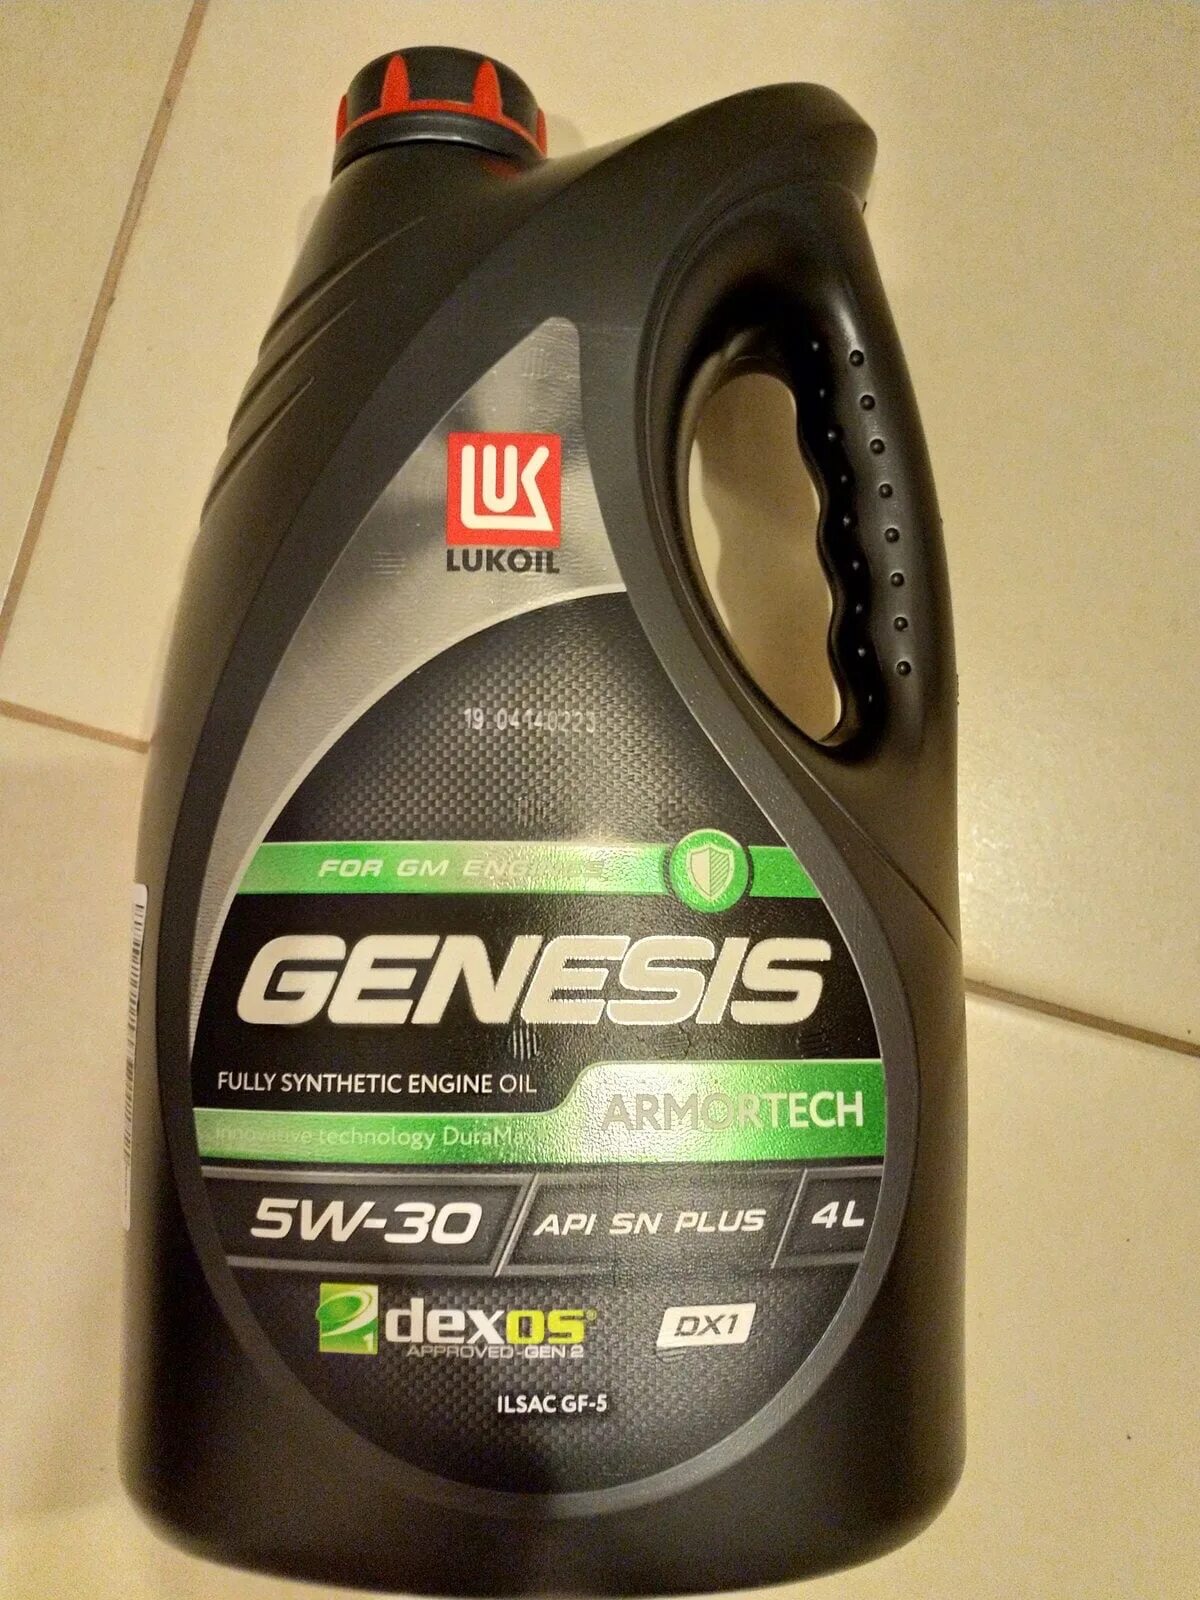 LUK
LUKOIL
19 04140223
FOR GM ENGINES
GENESIS
FULLY SYNTHETIC ENGINE OIL
ARMORTECH
innovative technology DuraMax
5W-30
API SN PLUS
4L
1
dexos®
APPROVED-GEN 2
DX1
ILSAC GF-5